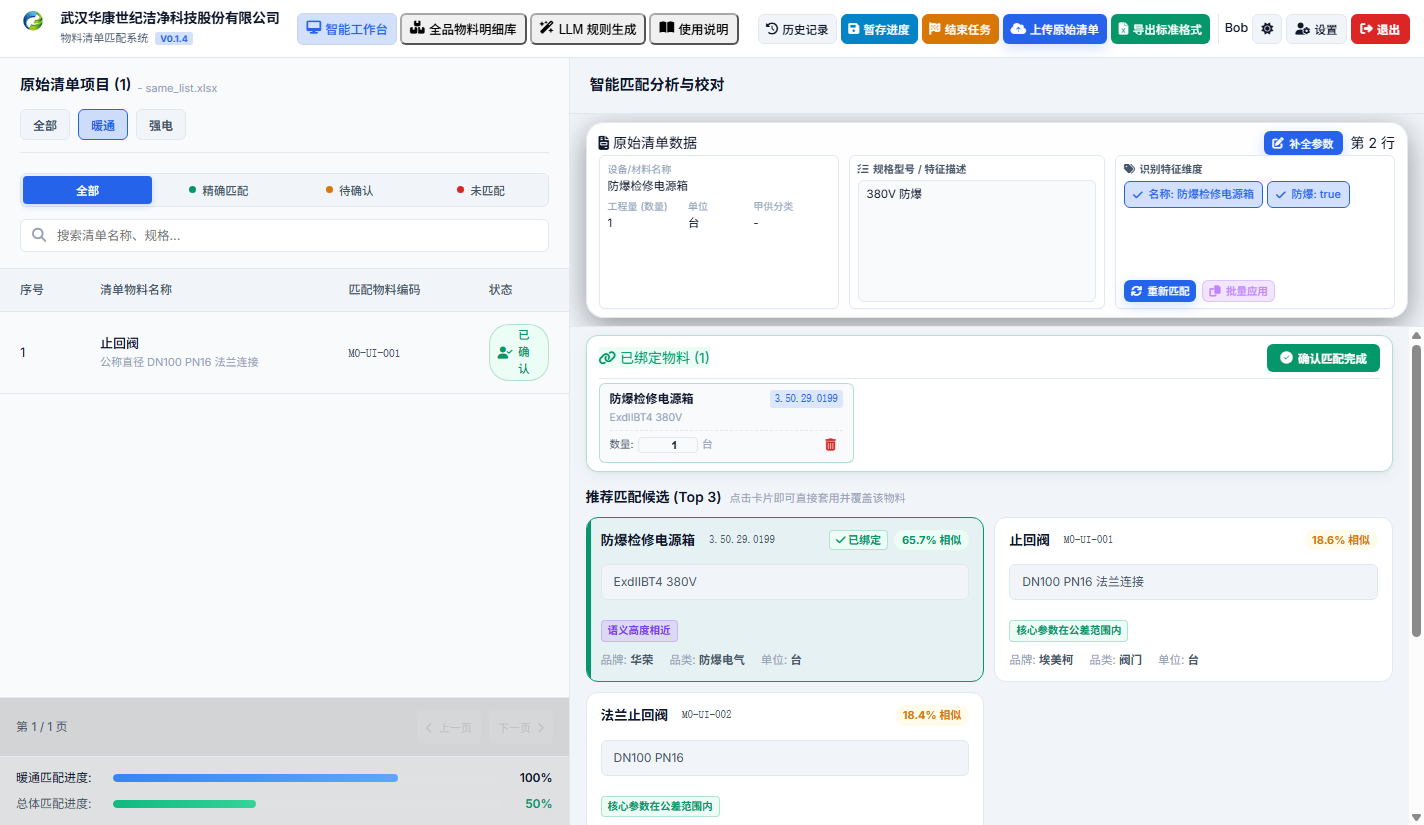 武汉华康世纪洁净科技股份有限公司
物料清单匹配系统 V0.1.4
智能工作台
全品物料明细库
LLM 规则生成
使用说明
历史记录
暂存进度
结束任务
上传原始清单
导出标准格式
Bob
设置
退出
原始清单项目 (1) - same_list.xlsx
全部 暖通 强电
全部 精确匹配 待确认 未匹配
搜索清单名称、规格...
序号 清单物料名称 匹配物料编码 状态
1 止回阀 MO-UI-001 已确认
公称直径 DN100 PN16 法兰连接
第 1 / 1 页 上一页 下一页
暖通匹配进度: 100%
总体匹配进度: 50%
智能匹配分析与校对
原始清单数据 补全参数 第 2 行
设备/材料名称
防爆检修电源箱
工程量 (数量) 单位 甲供分类
1 台 -
规格型号 / 特征描述
380V 防爆
识别特征维度
名称: 防爆检修电源箱 防爆: true
重新匹配 批量应用
已绑定物料 (1) 确认匹配完成
防爆检修电源箱 3.50.29.0199
ExdIIBT4 380V
数量: 1 台
推荐匹配候选 (Top 3) 点击卡片即可直接套用并覆盖该物料
防爆检修电源箱 3.50.29.0199 已绑定 65.7% 相似
ExdIIBT4 380V
语义高度相近
品牌: 华荣 品类: 防爆电气 单位: 台
止回阀 MO-UI-001 18.6% 相似
DN100 PN16 法兰连接
核心参数在公差范围内
品牌: 埃美柯 品类: 阀门 单位: 台
法兰止回阀 MO-UI-002 18.4% 相似
DN100 PN16
核心参数在公差范围内